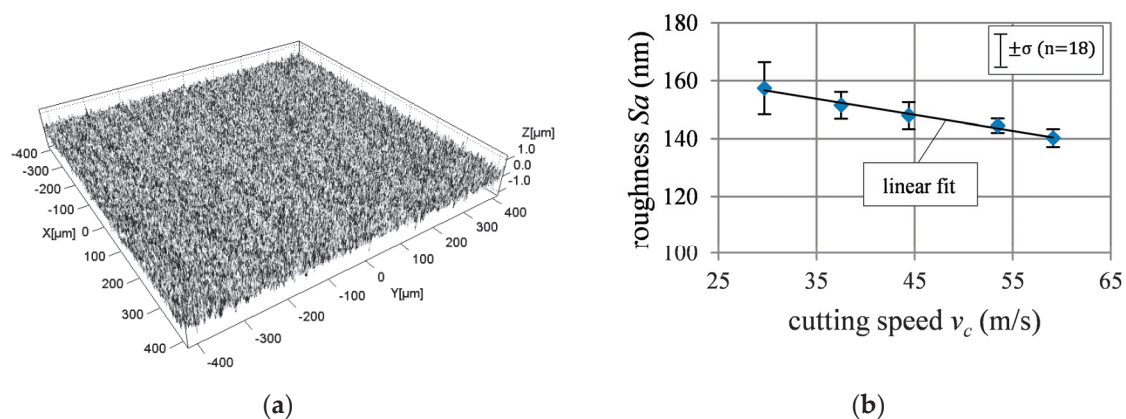 Z[µm]
1.0
0.0
-1.0
-400
-300
-200
-100
X[µm]
0
100
200
300
400
-400
-300
-200
-100
0
Y[µm]
100
200
300
400
(a)
180
160
140
120
100
roughness Sa (nm)
±σ (n=18)
linear fit
25 35 45 55 65
cutting speed vc (m/s)
(b)